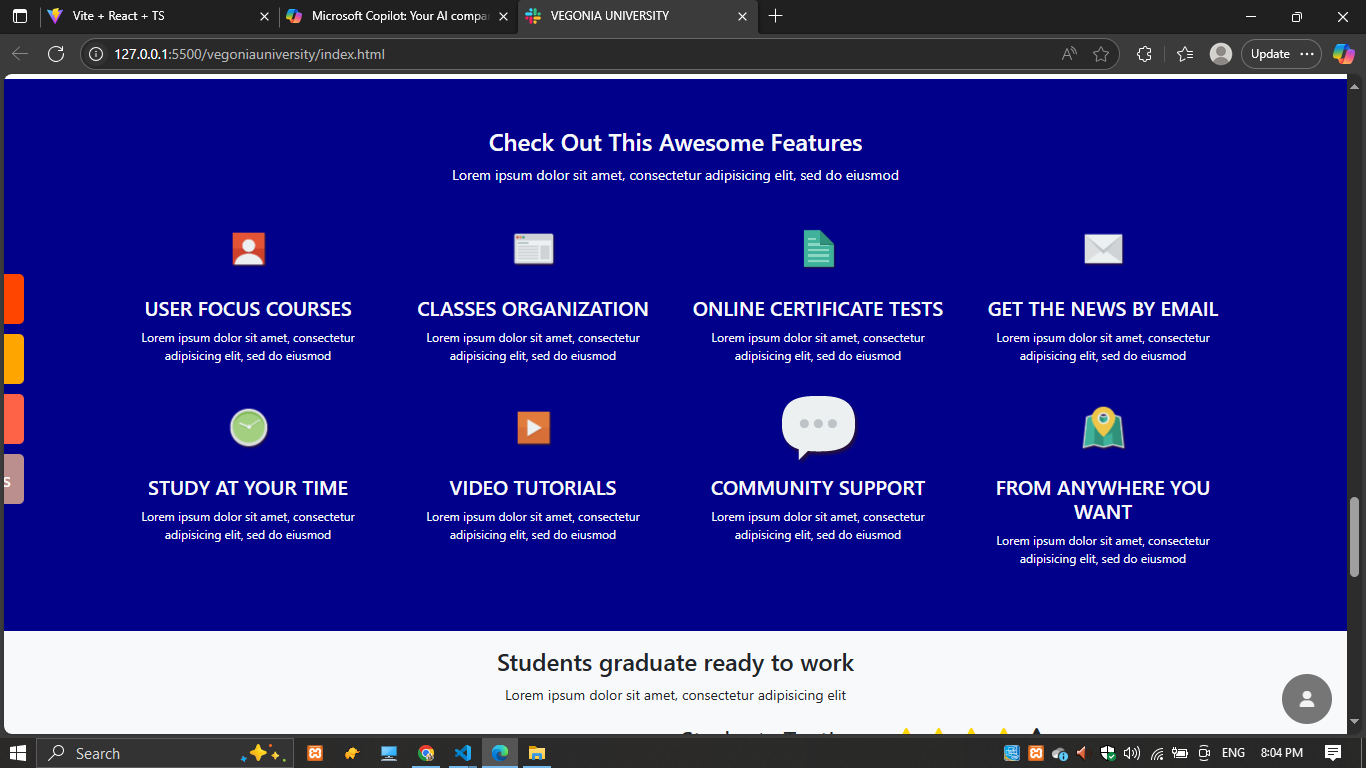 Vite + React + TS
Microsoft Copilot: Your AI compa
VEGONIA UNIVERSITY
127.0.0.1:5500/vegoniauniversity/index.html
Update
Check Out This Awesome Features
Lorem ipsum dolor sit amet, consectetur adipisicing elit, sed do eiusmod
USER FOCUS COURSES
Lorem ipsum dolor sit amet, consectetur
adipisicing elit, sed do eiusmod
CLASSES ORGANIZATION
Lorem ipsum dolor sit amet, consectetur
adipisicing elit, sed do eiusmod
ONLINE CERTIFICATE TESTS
Lorem ipsum dolor sit amet, consectetur
adipisicing elit, sed do eiusmod
GET THE NEWS BY EMAIL
Lorem ipsum dolor sit amet, consectetur
adipisicing elit, sed do eiusmod
s
STUDY AT YOUR TIME
Lorem ipsum dolor sit amet, consectetur
adipisicing elit, sed do eiusmod
VIDEO TUTORIALS
Lorem ipsum dolor sit amet, consectetur
adipisicing elit, sed do eiusmod
COMMUNITY SUPPORT
Lorem ipsum dolor sit amet, consectetur
adipisicing elit, sed do eiusmod
FROM ANYWHERE YOU
WANT
Lorem ipsum dolor sit amet, consectetur
adipisicing elit, sed do eiusmod
Students graduate ready to work
Lorem ipsum dolor sit amet, consectetur adipisicing elit
Search
ENG
8:04 PM